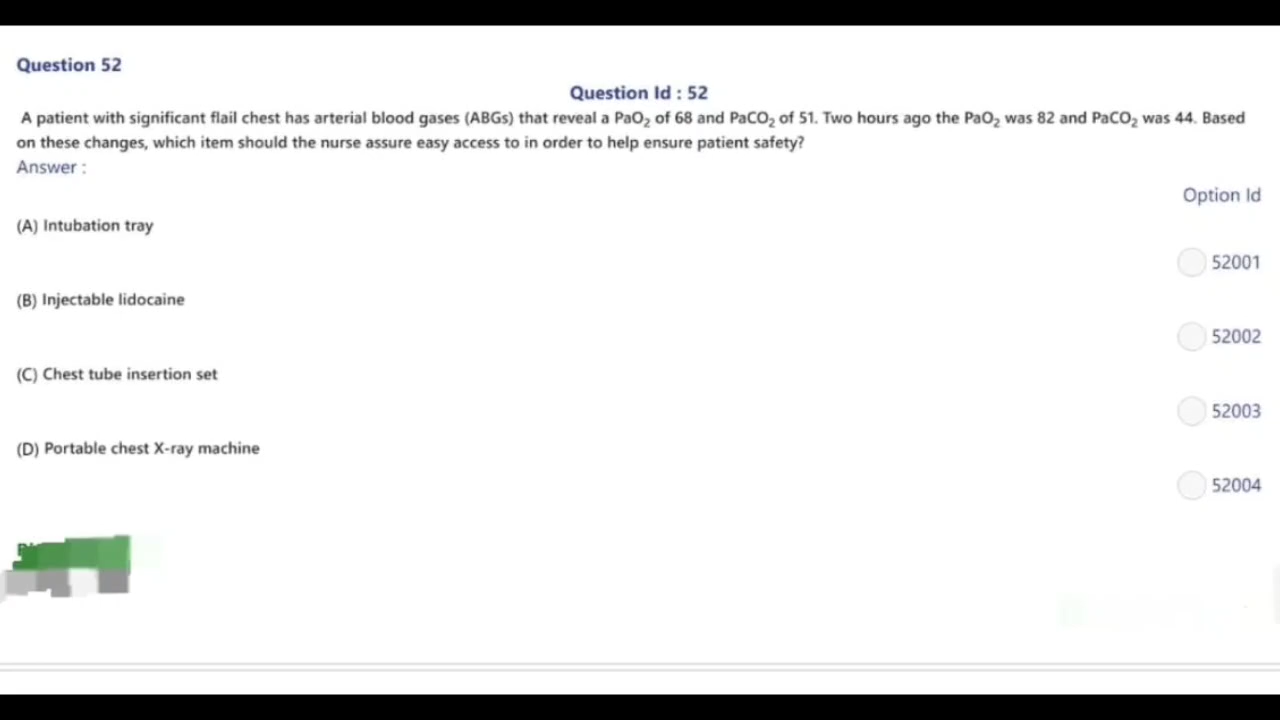 Question 52
Question Id : 52
A patient with significant flail chest has arterial blood gases (ABGs) that reveal a PaO₂ of 68 and PaCO₂ of 51. Two hours ago the PaO₂ was 82 and PaCO₂ was 44. Based
on these changes, which item should the nurse assure easy access to in order to help ensure patient safety?
Answer :
Option Id
(A) Intubation tray
52001
(B) Injectable lidocaine
52002
(C) Chest tube insertion set
52003
(D) Portable chest X-ray machine
52004